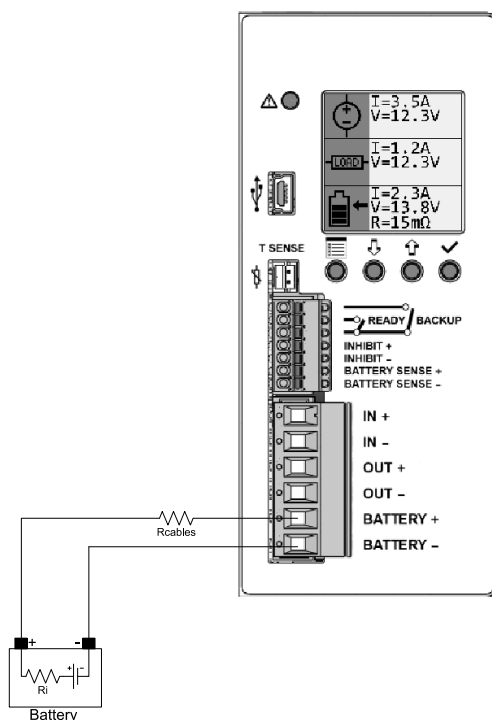 I=3.5A
V=12.3V
LOAD
I=1.2A
V=12.3V
I=2.3A
V=13.8V
R=15mΩ
T SENSE
READY
BACKUP
INHIBIT +
INHIBIT –
BATTERY SENSE +
BATTERY SENSE –
IN +
IN –
OUT +
OUT –
BATTERY +
BATTERY –
Rcables
+ -
+ -
Ri
Battery